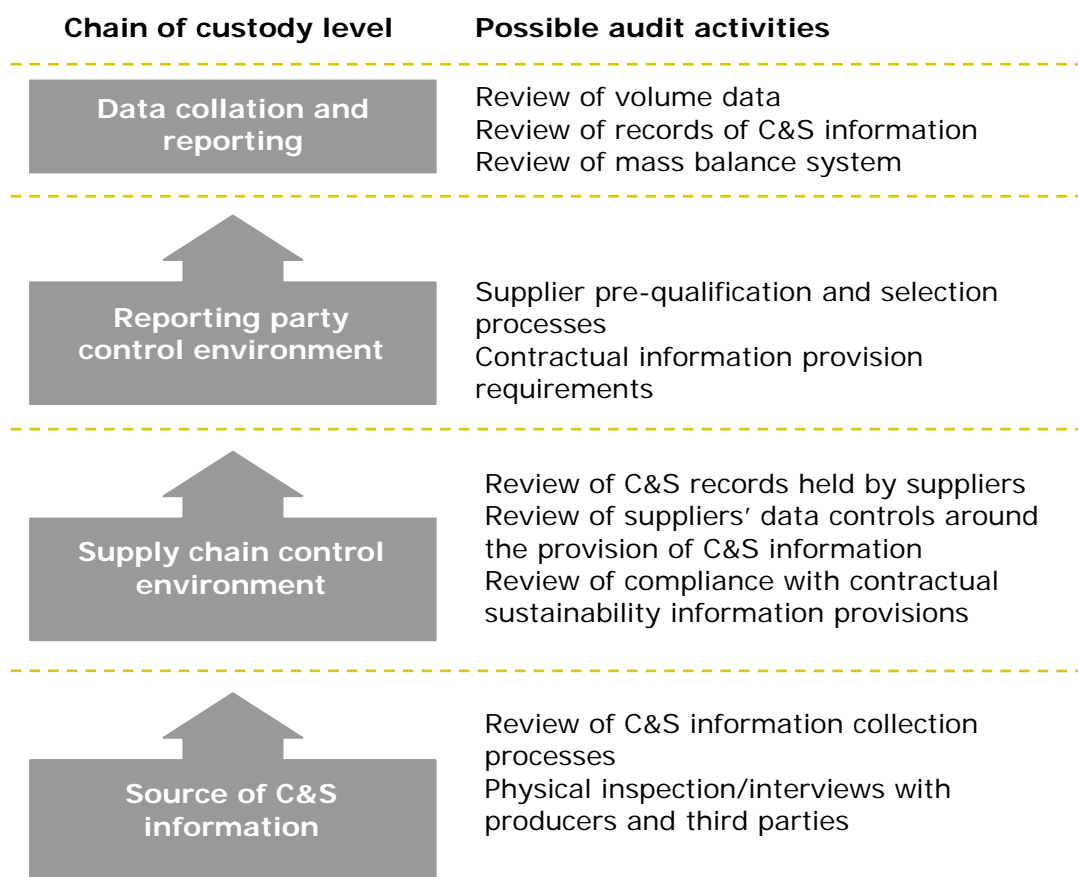 Chain of custody level
Possible audit activities
Data collation and
reporting
Review of volume data
Review of records of C&S information
Review of mass balance system
Reporting party
control environment
Supplier pre-qualification and selection
processes
Contractual information provision
requirements
Supply chain control
environment
Review of C&S records held by suppliers
Review of suppliers’ data controls around
the provision of C&S information
Review of compliance with contractual
sustainability information provisions
Source of C&S
information
Review of C&S information collection
processes
Physical inspection/interviews with
producers and third parties